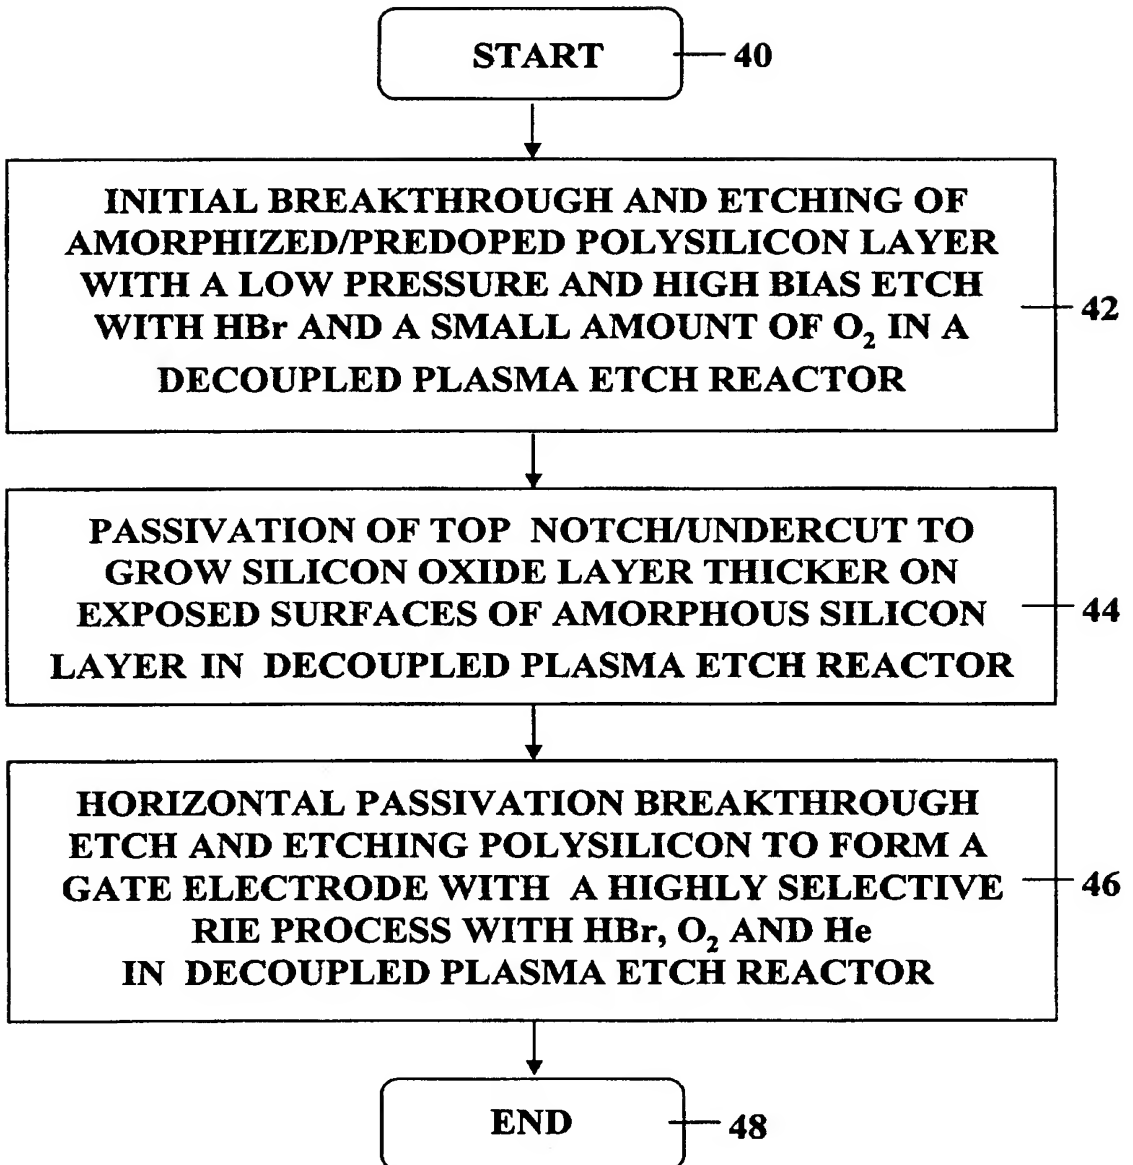 START
40
INITIAL BREAKTHROUGH AND ETCHING OF
AMORPHIZED/PREDOPED POLYSILICON LAYER
WITH A LOW PRESSURE AND HIGH BIAS ETCH
WITH HBr AND A SMALL AMOUNT OF O₂ IN A
DECOUPLED PLASMA ETCH REACTOR
42
PASSIVATION OF TOP NOTCH/UNDERCUT TO
GROW SILICON OXIDE LAYER THICKER ON
EXPOSED SURFACES OF AMORPHOUS SILICON
LAYER IN DECOUPLED PLASMA ETCH REACTOR
44
HORIZONTAL PASSIVATION BREAKTHROUGH
ETCH AND ETCHING POLYSILICON TO FORM A
GATE ELECTRODE WITH A HIGHLY SELECTIVE
RIE PROCESS WITH HBr, O₂ AND He
IN DECOUPLED PLASMA ETCH REACTOR
46
END
48